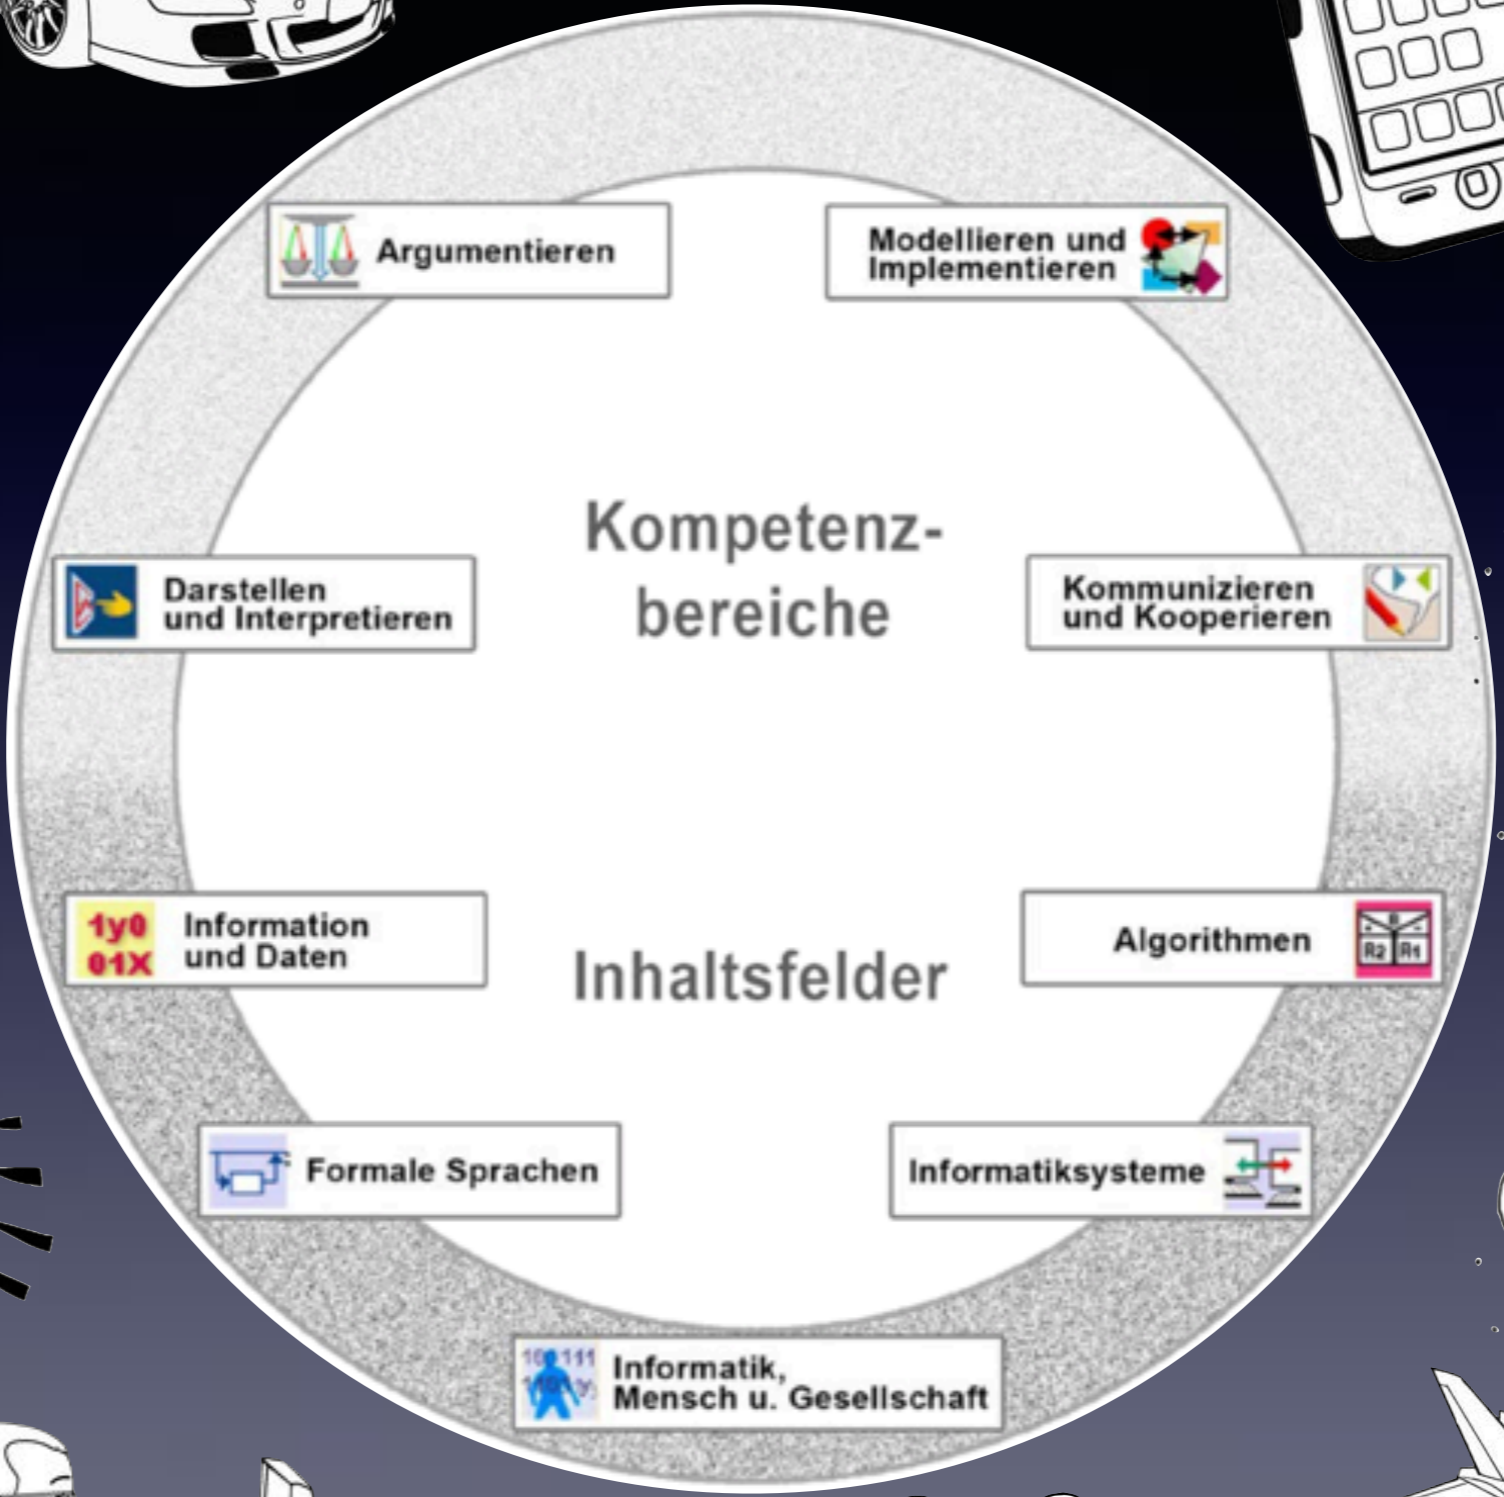 Argumentieren
Modellieren und
Implementieren
Kompetenz-
bereiche
Darstellen
und Interpretieren
Kommunizieren
und Kooperieren
1y0
01X
Information
und Daten
Inhaltsfelder
Algorithmen
R2 R1
Formale Sprachen
Informatiksysteme
Informatik,
Mensch u. Gesellschaft